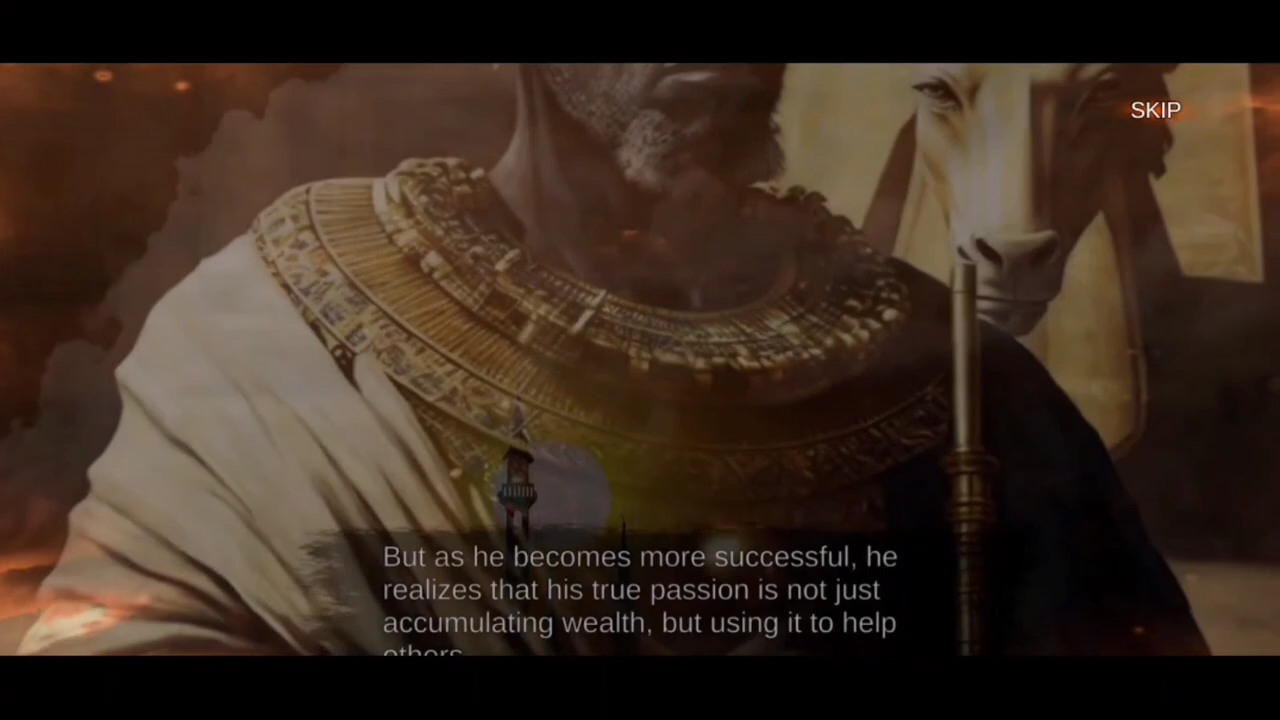 SKIP
But as he becomes more successful, he
realizes that his true passion is not just
accumulating wealth, but using it to help
others